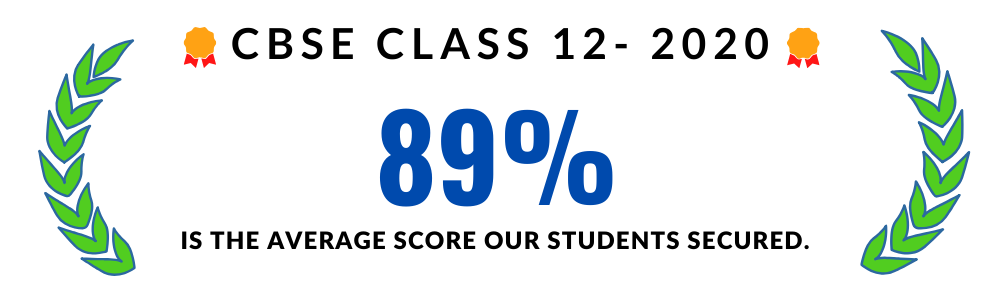 CBSE CLASS 12- 2020
89%
IS THE AVERAGE SCORE OUR STUDENTS SECURED.